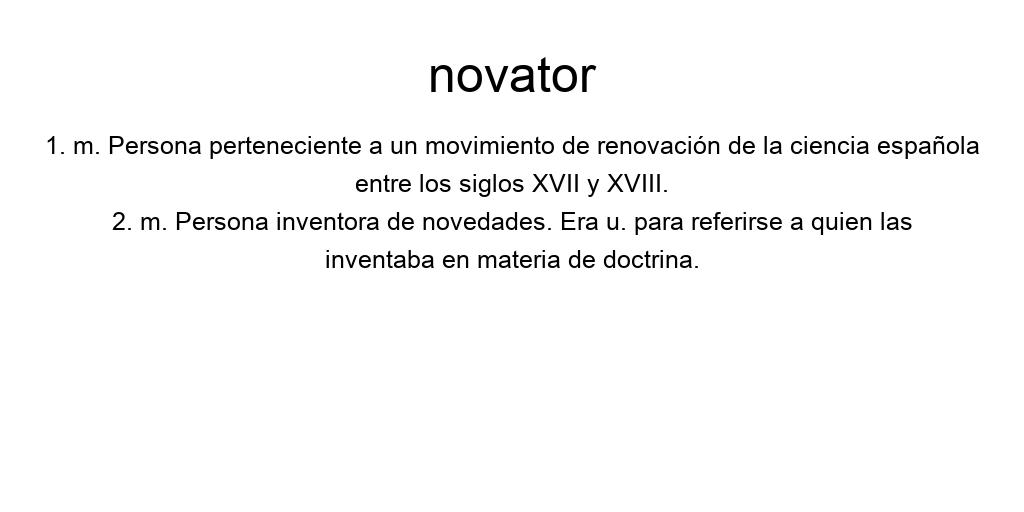 novator
1. m. Persona perteneciente a un movimiento de renovación de la ciencia española
entre los siglos XVII y XVIII.
2. m. Persona inventora de novedades. Era u. para referirse a quien las
inventaba en materia de doctrina.